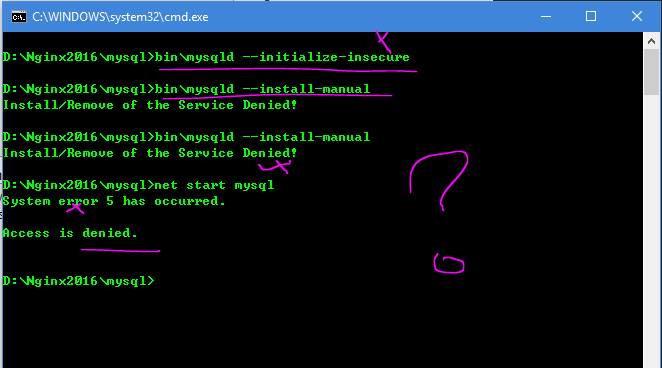 C:\WINDOWS\system32\cmd.exe
D:\Nginx2016\mysql>bin\mysqld --initialize-insecure
D:\Nginx2016\mysql>bin\mysqld --install-manual
Install/Remove of the Service Denied!
D:\Nginx2016\mysql>bin\mysqld --install-manual
Install/Remove of the Service Denied!
D:\Nginx2016\mysql>net start mysql
System error 5 has occurred.
Access is denied.
D:\Nginx2016\mysql>
?